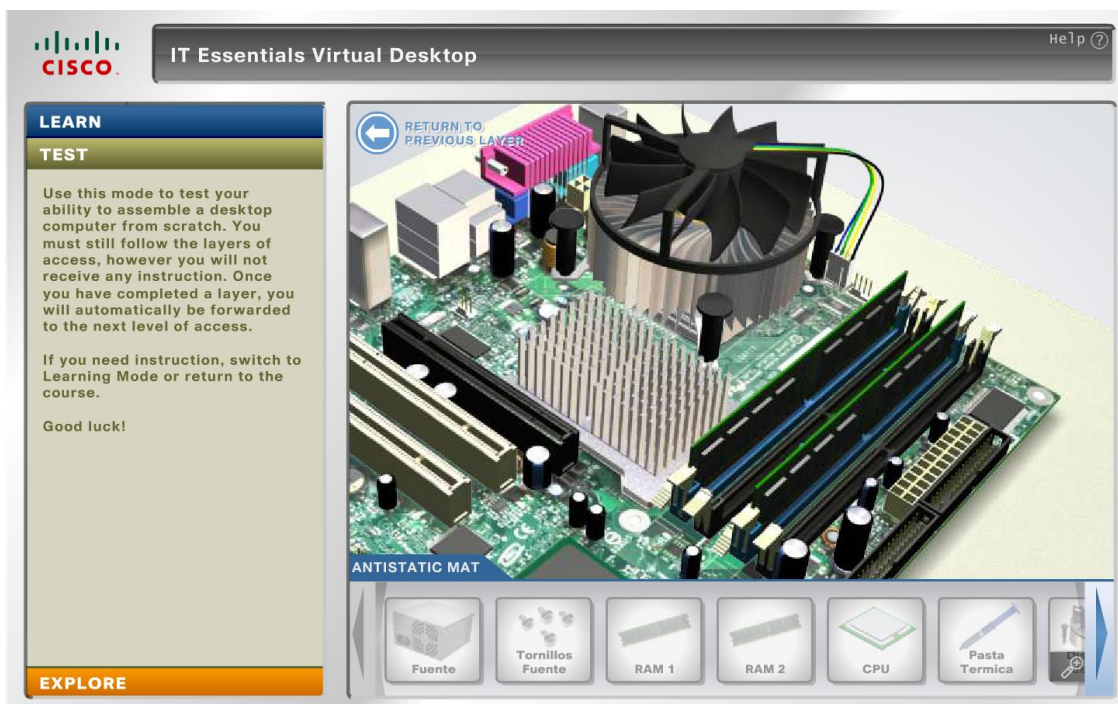 CISCO
IT Essentials Virtual Desktop
Help ?
LEARN
TEST
Use this mode to test your
ability to assemble a desktop
computer from scratch. You
must still follow the layers of
access, however you will not
receive any instruction. Once
you have completed a layer, you
will automatically be forwarded
to the next level of access.
If you need instruction, switch to
Learning Mode or return to the
course.
Good luck!
EXPLORE
RETURN TO
PREVIOUS LAYER
ANTISTATIC MAT
Fuente
Tornillos
Fuente
RAM 1
RAM 2
CPU
Pasta
Termica